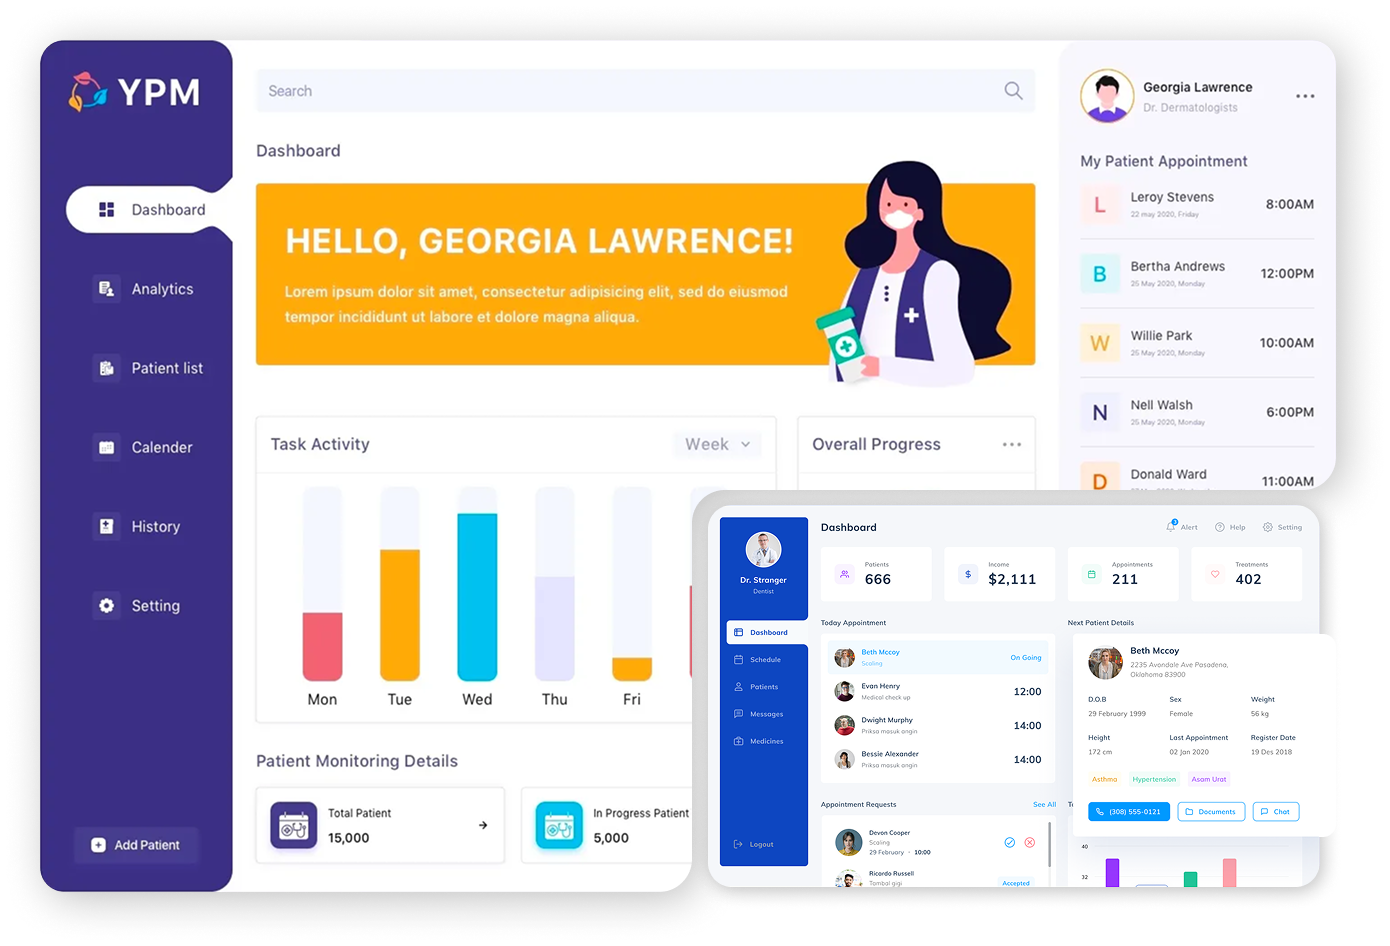 YPM
Dashboard
Analytics
Patient list
Calender
History
Setting
Add Patient
Search
Dashboard
HELLO, GEORGIA LAWRENCE!
Lorem ipsum dolor sit amet, consectetur adipisicing elit, sed do eiusmod
tempor incididunt ut labore et dolore magna aliqua.
Task Activity
Week
Mon Tue Wed Thu Fri
Overall Progress
Patient Monitoring Details
Total Patient
15,000
In Progress Patient
5,000
Georgia Lawrence
Dr. Dermatologists
My Patient Appointment
L Leroy Stevens 8:00AM
22 may 2020, Friday
B Bertha Andrews 12:00PM
25 May 2020, Monday
W Willie Park 10:00AM
25 May 2020, Monday
N Nell Walsh 6:00PM
25 May 2020, Monday
D Donald Ward 11:00AM
Dr. Stranger
Dentist
Dashboard
Schedule
Patients
Messages
Medicines
Logout
Dashboard
Alert Help Setting
Patients
666
Income
$2,111
Appointments
211
Treatments
402
Today Appointment
Beth Mccoy
Scaling
On Going
Evan Henry
Medical check up
12:00
Dwight Murphy
Priksa masuk angin
14:00
Bessie Alexander
Priksa masuk angin
14:00
Appointment Requests See All
Devon Cooper
Scaling
29 February • 10:00
Ricardo Russell
Tambal gigi
Accepted
Next Patient Details
Beth Mccoy
2235 Avondale Ave Pasadena,
Oklahoma 83900
D.O.B Sex Weight
29 February 1999 Female 56 kg
Height Last Appointment Register Date
172 cm 02 Jan 2020 19 Des 2018
Asthma Hypertension Asam Urat
(308) 555-0121 Documents Chat
40
32